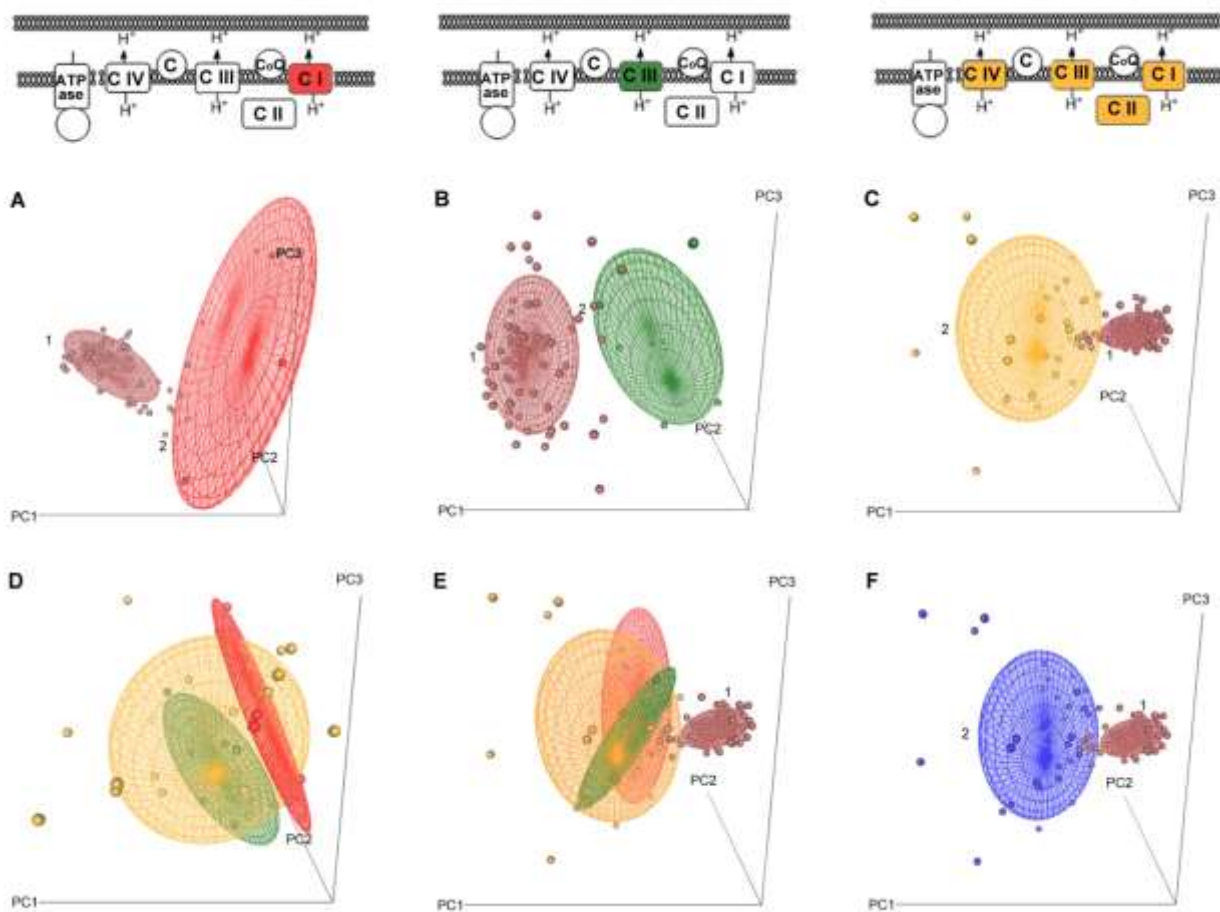 H+ H+ H+
ATP ase C IV C C III CoQ C I
H+ H+ C II H+
H+ H+ H+
ATP ase C IV C C III CoQ C I
H+ H+ C II H+
H+ H+ H+
ATP ase C IV C C III CoQ C I
H+ H+ C II H+
A
PC3
1
2
PC2
PC1
B
PC3
2
1
PC2
PC1
C
2
1
PC2
PC3
PC1
D
PC3
PC2
PC1
E
PC3
1
PC2
PC1
F
PC3
1
2
PC2
PC1